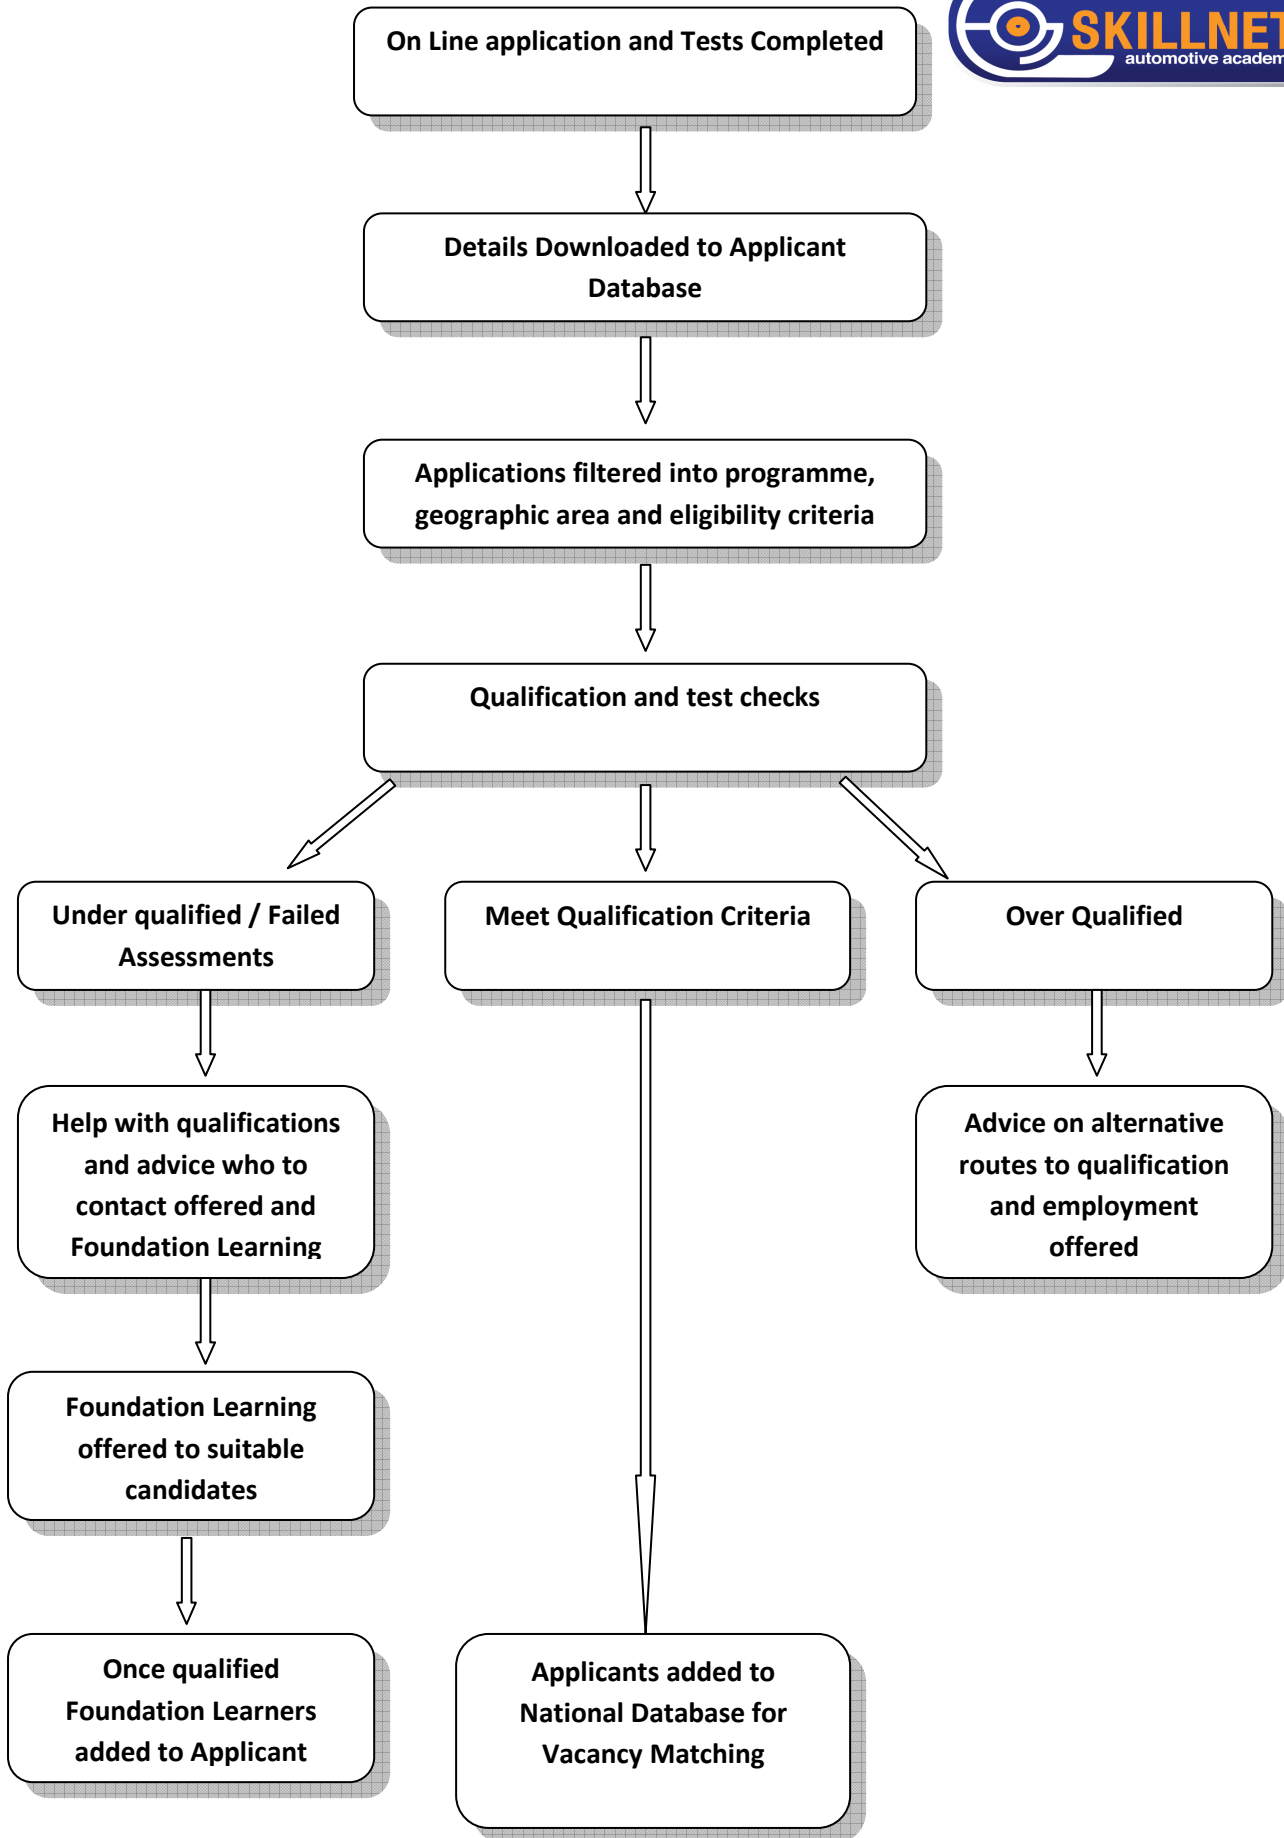 On Line application and Tests Completed
SKILLNET
automotive academ
Details Downloaded to Applicant
Database
Applications filtered into programme,
geographic area and eligibility criteria
Qualification and test checks
Under qualified / Failed
Assessments
Meet Qualification Criteria
Over Qualified
Help with qualifications
and advice who to
contact offered and
Foundation Learning
Advice on alternative
routes to qualification
and employment
offered
Foundation Learning
offered to suitable
candidates
Once qualified
Foundation Learners
added to Applicant
Applicants added to
National Database for
Vacancy Matching